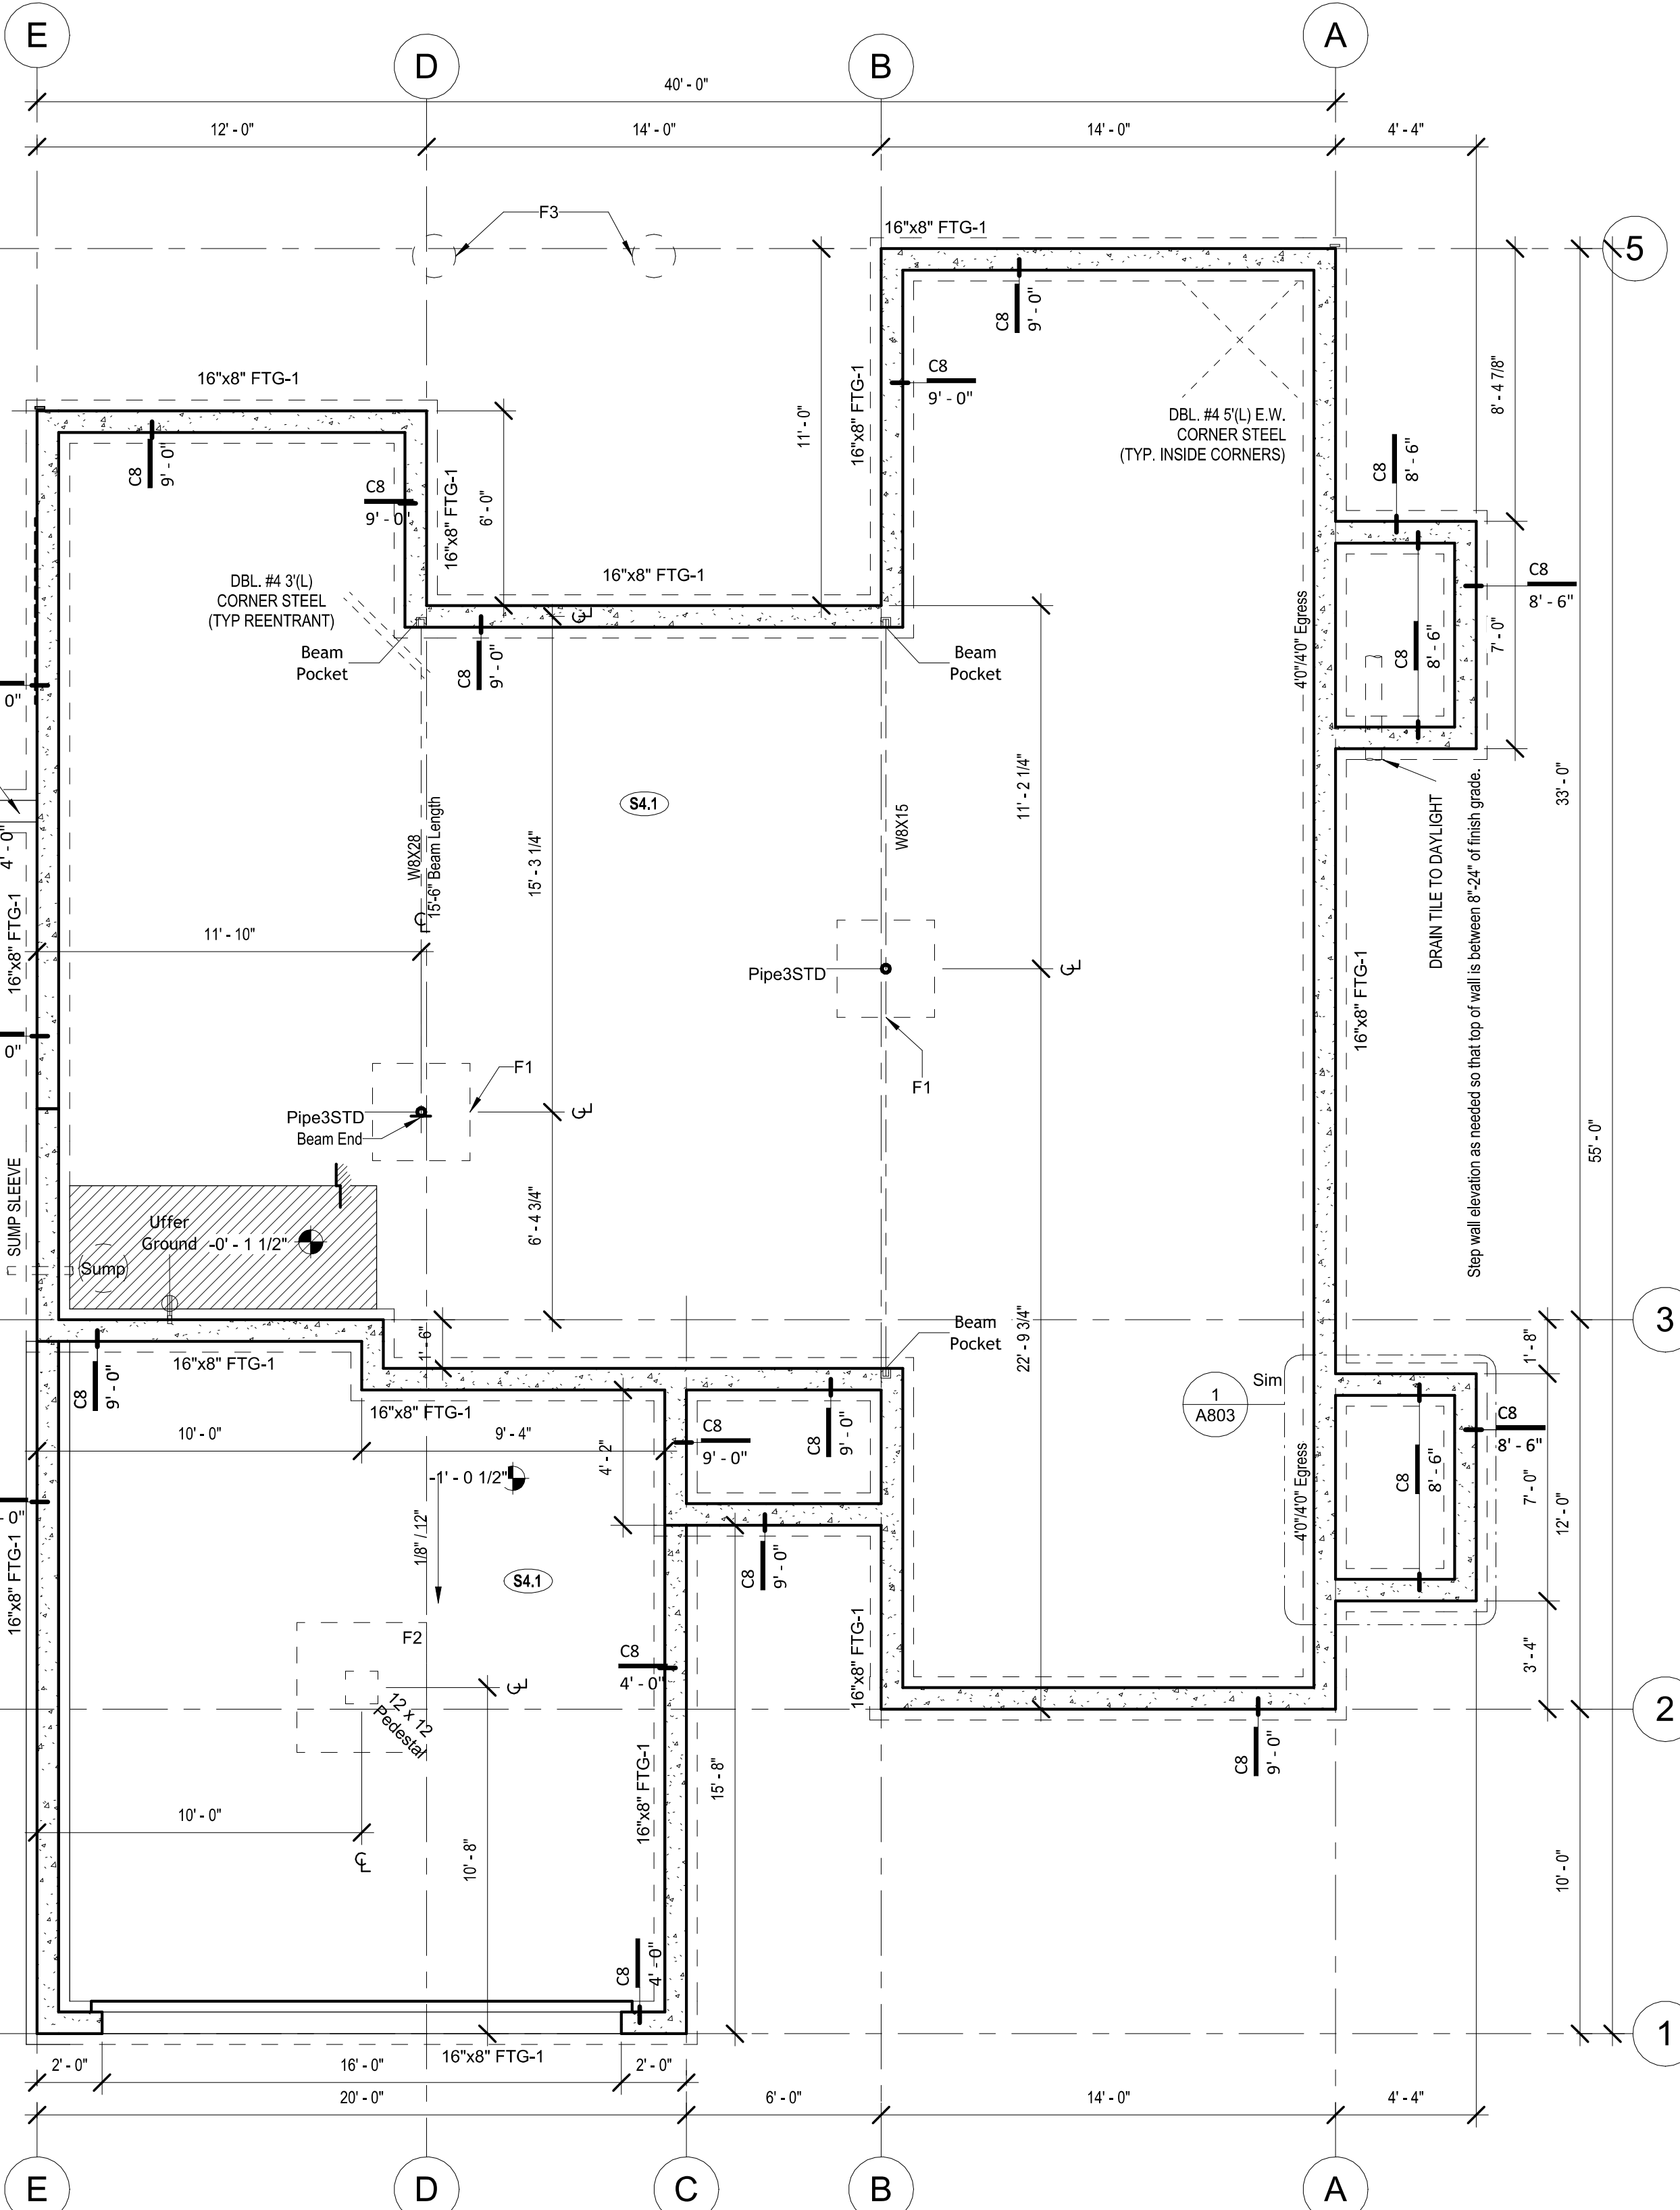 E
D
B
A
40' - 0"
12' - 0"
14' - 0"
14' - 0"
4' - 4"
F3
16"x8" FTG-1
5
C8
9' - 0"
8' - 4 7/8"
16"x8" FTG-1
11' - 0"
16"x8" FTG-1
C8
9' - 0"
DBL. #4 5'(L) E.W.
CORNER STEEL
(TYP. INSIDE CORNERS)
C8
8' - 6"
C8
9' - 0"
C8
9' - 0"
16"x8" FTG-1
6' - 0"
DBL. #4 3'(L)
CORNER STEEL
(TYP REENTRANT)
16"x8" FTG-1
C8
8' - 6"
4'0"/4'0" Egress
C8
8' - 6"
7' - 0"
Beam
Pocket
C8
9' - 0"
Beam
Pocket
0"
S4.1
11' - 2 1/4"
33' - 0"
4' - 0"
W8X28
15'-6" Beam Length
15' - 3 1/4"
W8X15
DRAIN TILE TO DAYLIGHT
Step wall elevation as needed so that top of wall is between 8"-24" of finish grade.
16"x8" FTG-1
11' - 10"
Pipe3STD
16"x8" FTG-1
0"
F1
F1
Pipe3STD
Beam End
55' - 0"
SUMP SLEEVE
Uffer
Ground
-0' - 1 1/2"
Sump
6' - 4 3/4"
3
1' - 6"
Beam
Pocket
22' - 9 3/4"
1' - 8"
16"x8" FTG-1
C8
9' - 0"
Sim
1
A803
16"x8" FTG-1
10' - 0"
9' - 4"
4' - 2"
C8
9' - 0"
C8
9' - 0"
4'0"/4'0" Egress
C8
8' - 6"
C8
8' - 6"
7' - 0"
12' - 0"
-1' - 0 1/2"
- 0"
16"x8" FTG-1
1/8" / 12"
S4.1
C8
9' - 0"
F2
12 x 12
Pedestal
C8
4' - 0"
16"x8" FTG-1
3' - 4"
2
C8
9' - 0"
16"x8" FTG-1
15' - 8"
10' - 0"
10' - 8"
10' - 0"
C8
4' - 0"
1
16"x8" FTG-1
2' - 0"
16' - 0"
2' - 0"
20' - 0"
6' - 0"
14' - 0"
4' - 4"
E
D
C
B
A